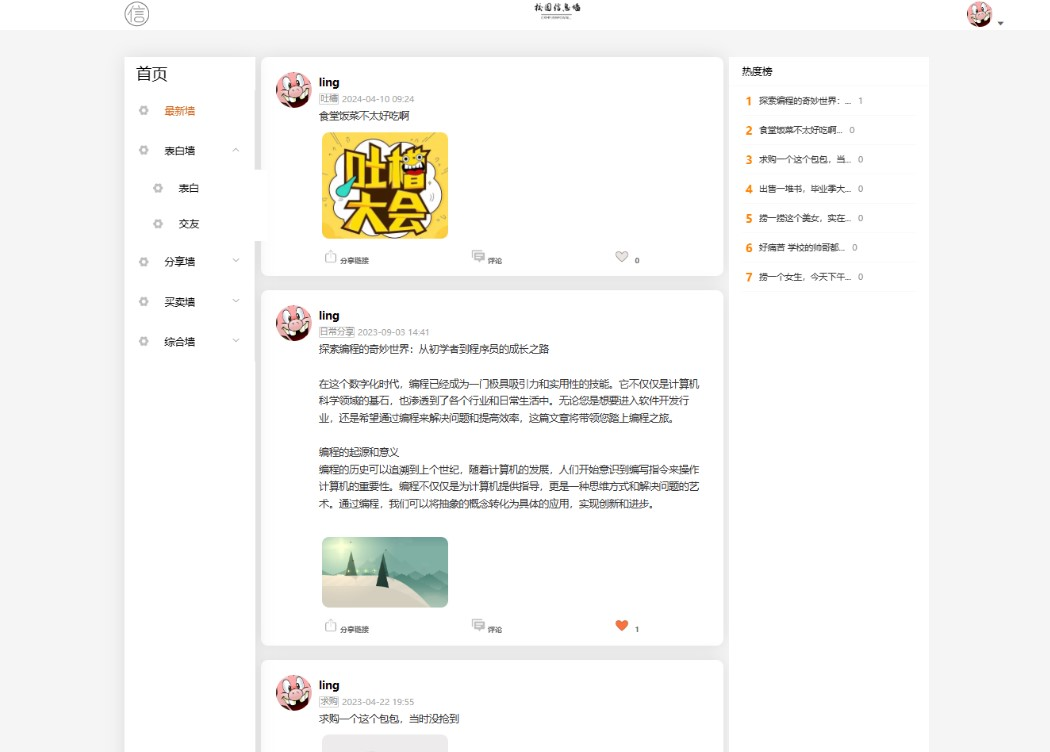 信
校园信息墙
首页
最新墙
表白墙
表白
交友
分享墙
买卖墙
综合墙
ling
吐槽 2024-04-10 09:24
食堂饭菜不太好吃啊
吐槽
大会
分享链接 评论 0
ling
日常分享 2023-09-03 14:41
探索编程的奇妙世界：从初学者到程序员的成长之路
在这个数字化时代，编程已经成为一门极具吸引力和实用性的技能。它不仅仅是计算机
科学领域的基石，也渗透到了各个行业和日常生活中。无论您是想要进入软件开发行
业，还是希望通过编程来解决问题和提高效率，这篇文章将带领您踏上编程之旅。
编程的起源和意义
编程的历史可以追溯到上个世纪，随着计算机的发展，人们开始意识到编写指令来操作
计算机的重要性。编程不仅仅是为计算机提供指导，更是一种思维方式和解决问题的艺
术。通过编程，我们可以将抽象的概念转化为具体的应用，实现创新和进步。
分享链接 评论 1
ling
求购 2023-04-22 19:55
求购一个这个包包，当时没抢到
热度榜
1 探索编程的奇妙世界：... 1
2 食堂饭菜不太好吃啊... 0
3 求购一个这个包包，当... 0
4 出售一堆书，毕业季大... 0
5 捞一捞这个美女，实在... 0
6 好痛苦 学校的帅哥都... 0
7 捞一个女生，今天下午... 0